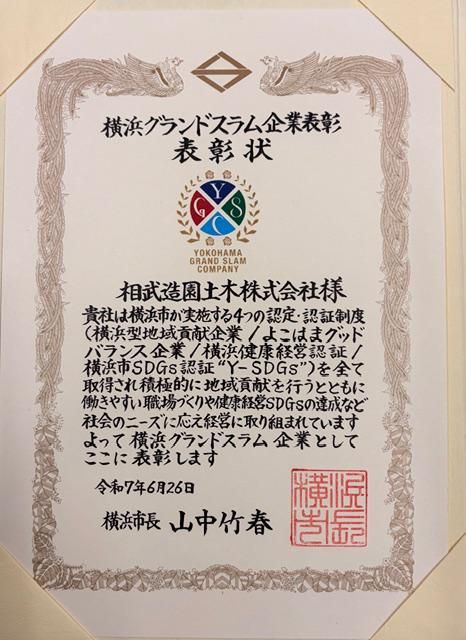 横浜グランドスラム企業表彰
表彰状
Y
G S
C
YOKOHAMA
GRAND SLAM
COMPANY
相武造園土木株式会社様
貴社は横浜市が実施する4つの認定・認証制度
(横浜型地域貢献企業/よこはまグッド
バランス企業/横浜健康経営認証/
横浜市SDGs認証"Y-SDGs")を全て
取得され積極的に地域貢献を行うとともに
働きやすい職場づくりや健康経営SDGsの達成など
社会のニーズに応え経営に取り組まれています
よって横浜グランドスラム企業として
ここに表彰します
令和7年6月26日
横浜市長 山中竹春
横浜市長